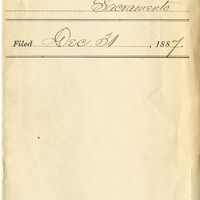 Sacramento
Filed Dec 31, 1887.